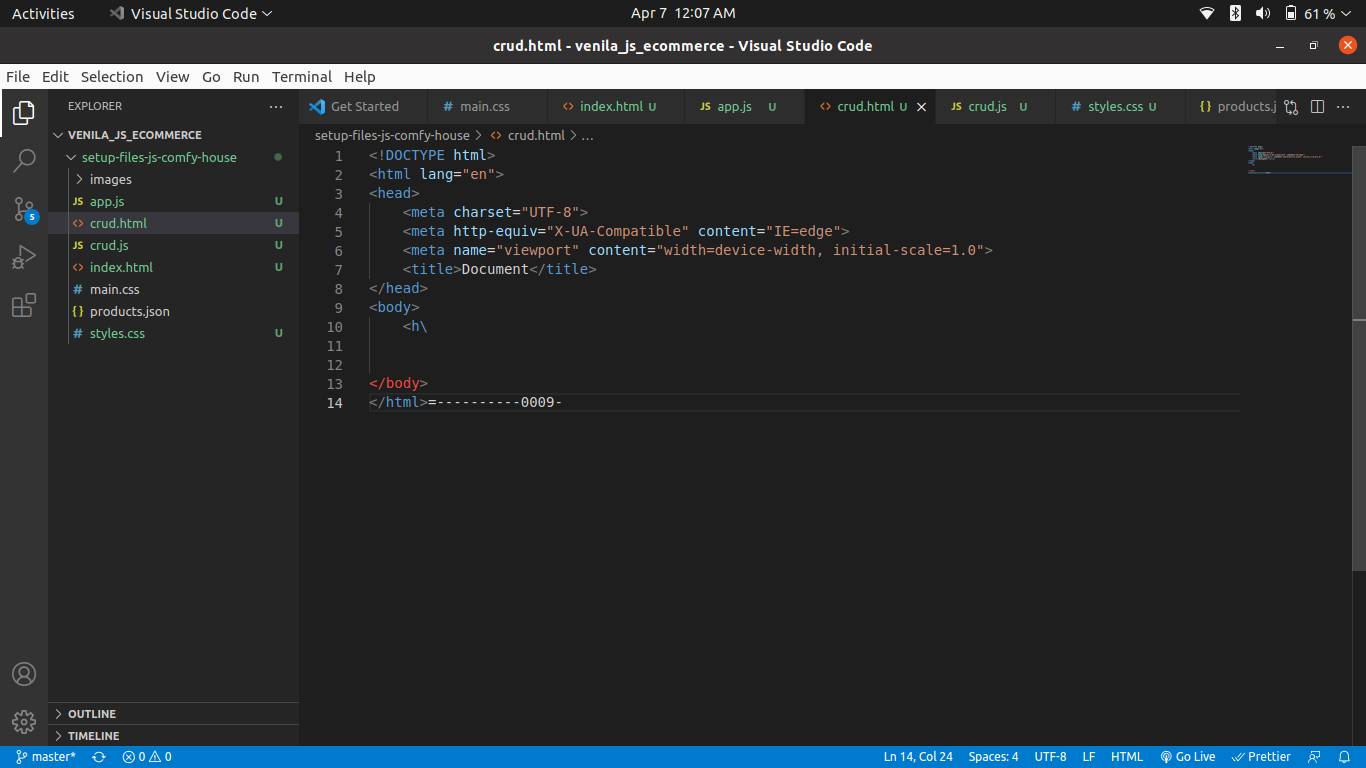 Activities Visual Studio Code Apr 7 12:07 AM 61 %
crud.html - venila_js_ecommerce - Visual Studio Code
File Edit Selection View Go Run Terminal Help
EXPLORER ···
VENILA_JS_ECOMMERCE
setup-files-js-comfy-house
images
JS app.js U
<> crud.html U
JS crud.js U
<> index.html U
# main.css
{} products.json
# styles.css U
5
OUTLINE
TIMELINE
Get Started # main.css <> index.html U JS app.js U <> crud.html U JS crud.js U # styles.css U {} products.j ···
setup-files-js-comfy-house > <> crud.html > ...
1 <!DOCTYPE html>
2 <html lang="en">
3 <head>
4 <meta charset="UTF-8">
5 <meta http-equiv="X-UA-Compatible" content="IE=edge">
6 <meta name="viewport" content="width=device-width, initial-scale=1.0">
7 <title>Document</title>
8 </head>
9 <body>
10 <h\
11
12
13 </body>
14 </html>=----------0009-
master* 0 0 Ln 14, Col 24 Spaces: 4 UTF-8 LF HTML Go Live Prettier